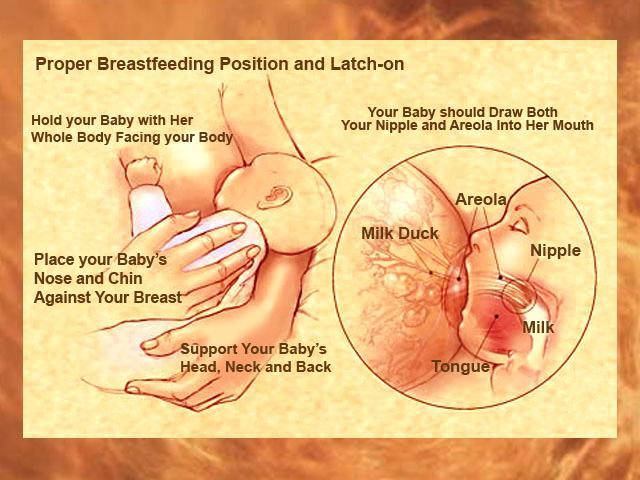 Proper Breastfeeding Position and Latch-on
Hold your Baby with Her
Whole Body Facing your Body
Your Baby should Draw Both
Your Nipple and Areola Into Her Mouth
Place your Baby's
Nose and Chin
Against Your Breast
Support Your Baby's
Head, Neck and Back
Areola
Milk Duck
Nipple
Milk
Tongue